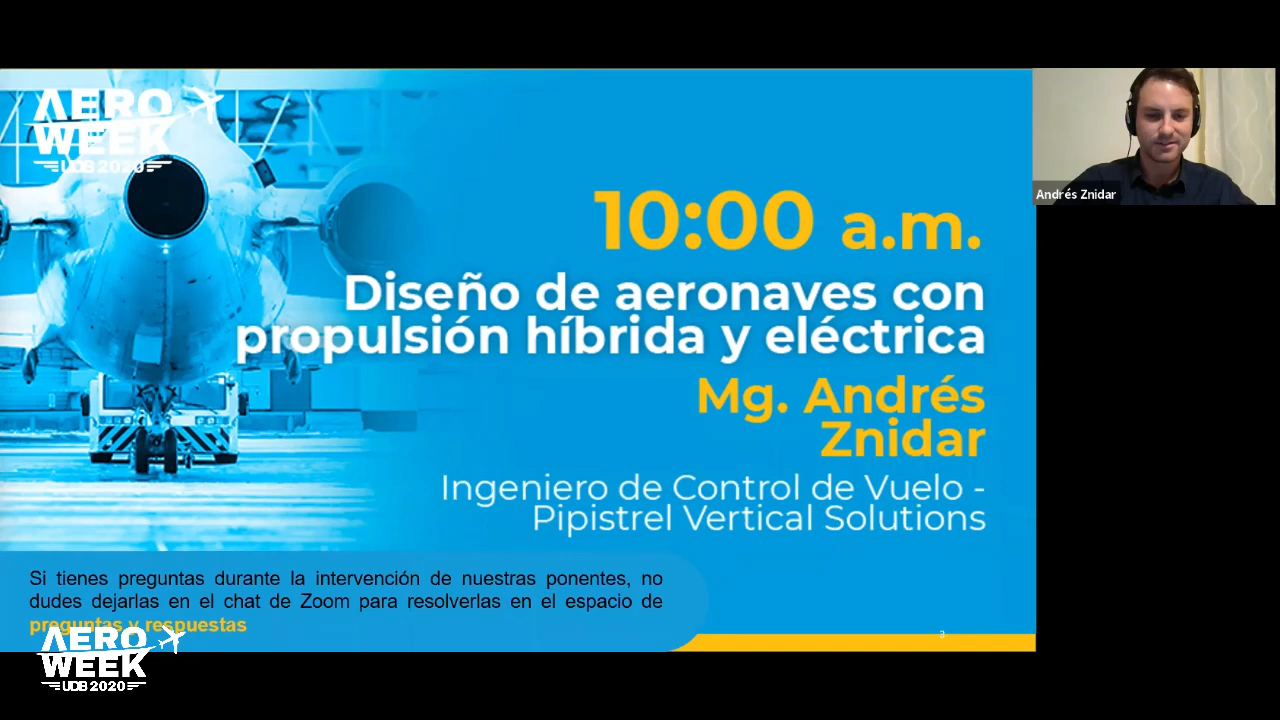 AERO
WEEK
UDB 2020
10:00 a.m.
Diseño de aeronaves con
propulsión híbrida y eléctrica
Mg. Andrés
Znidar
Ingeniero de Control de Vuelo -
Pipistrel Vertical Solutions
Si tienes preguntas durante la intervención de nuestras ponentes, no
dudes dejarlas en el chat de Zoom para resolverlas en el espacio de
preguntas y respuestas
AERO
WEEK
UDB 2020
3
Andrés Znidar